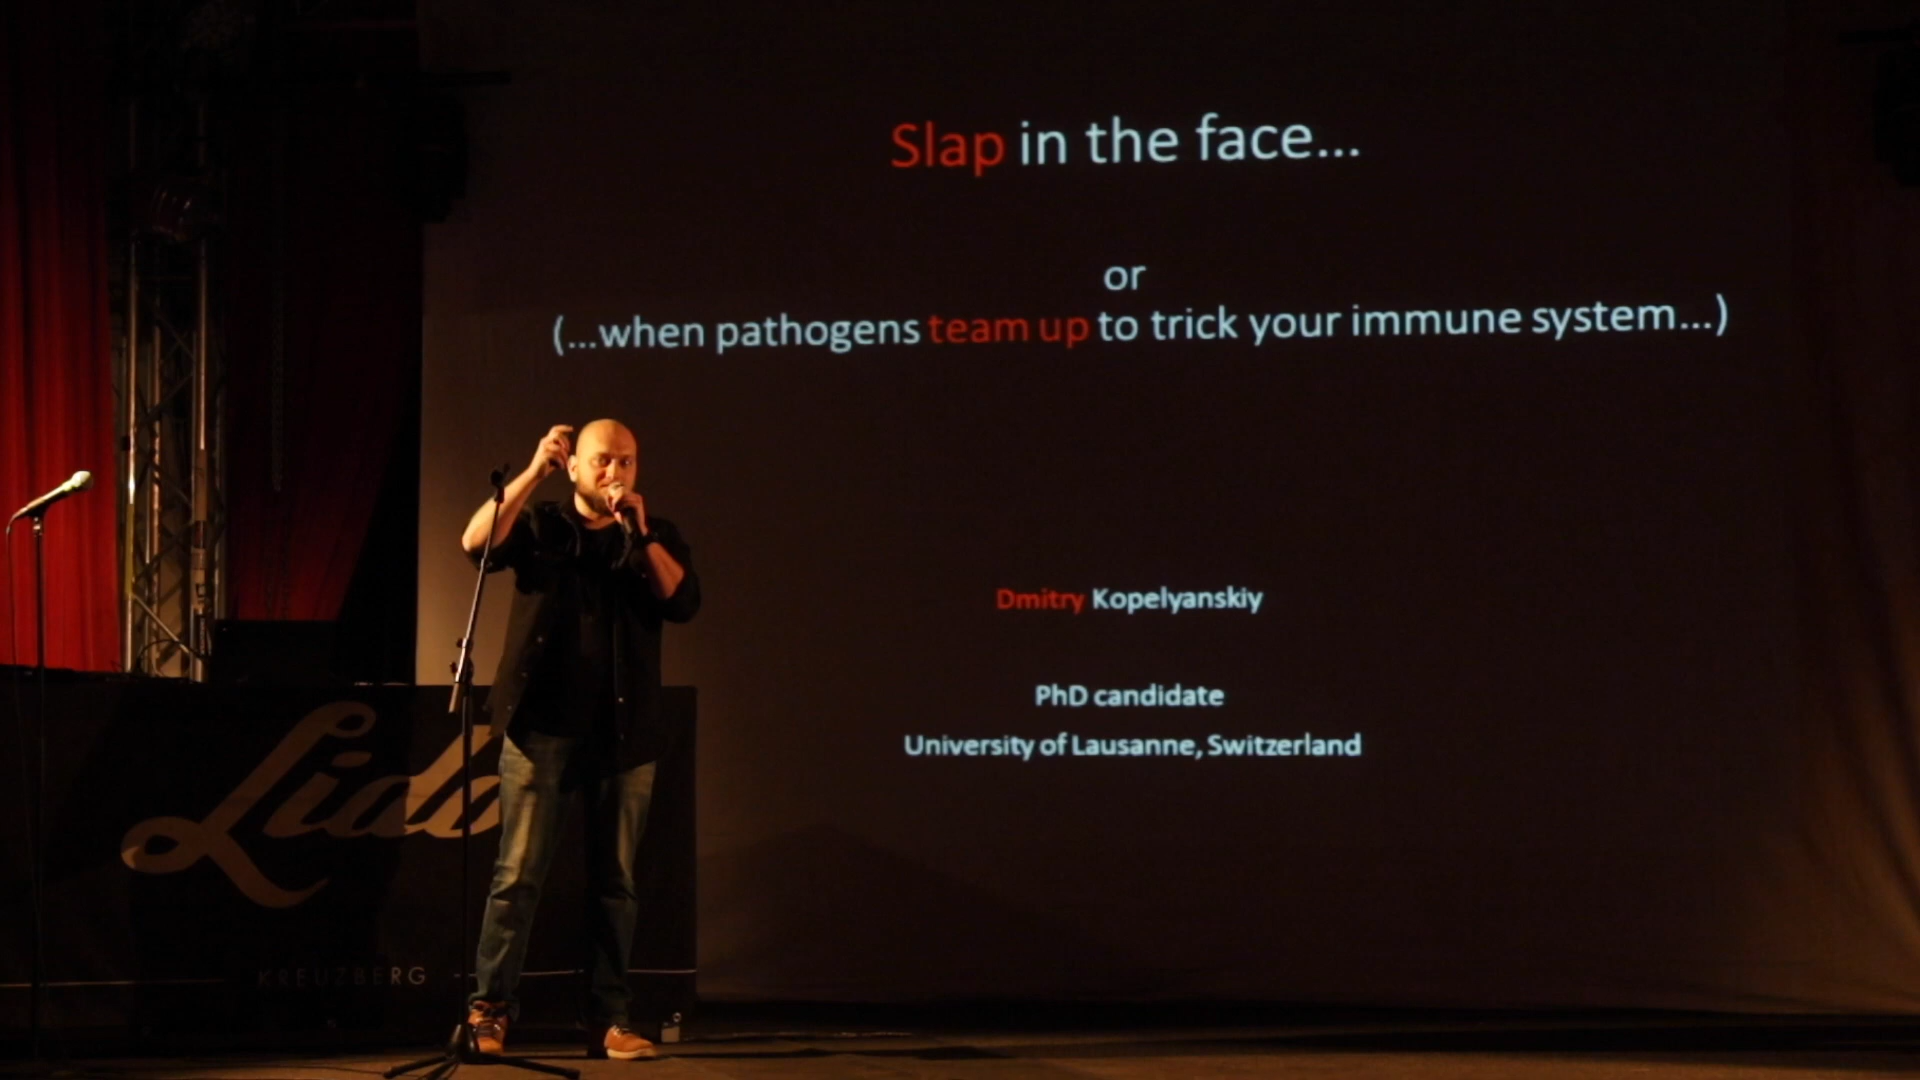 Slap in the face...
or
(...when pathogens team up to trick your immune system...)
Dmitry Kopelyanskiy
PhD candidate
University of Lausanne, Switzerland
Lido
KREUZBERG